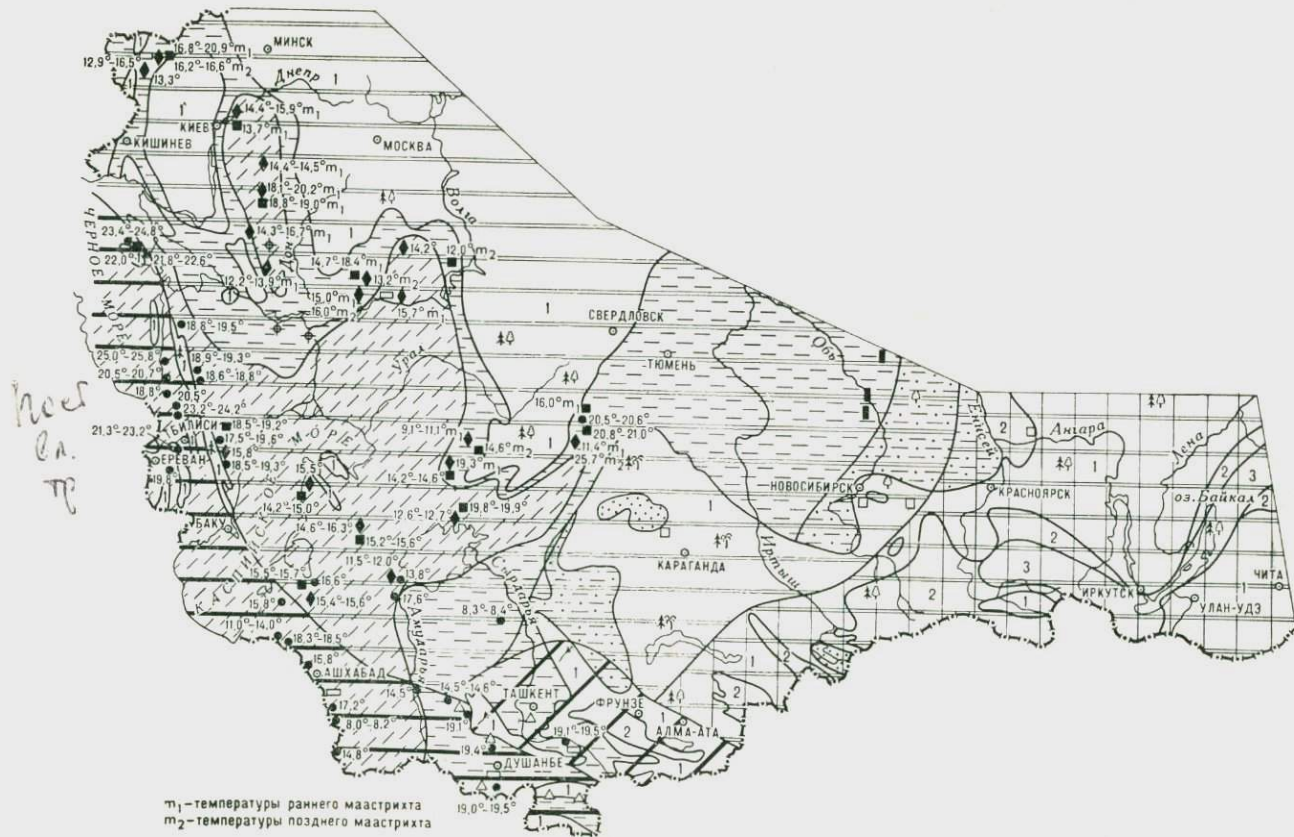 МИНСК
16,8°-20,9°m₁
12,9°-16,5°
16,2°-16,6°m₂
13,3°
1
Днепр
1
14,4°-15,9°m₁
КИЕВ
13,7°m₁
КИШИНЕВ
МОСКВА
14,4°-14,5°m₁
18,1°-20,2°m₁
18,8°-19,0°m₁
Волга
ЧЕРНОЕ МОРЕ
23,4°-24,8°
14,3°-16,7°m₁
Дон
1
14,2°
12,0°m₂
22,0°
21,8°-22,6°
14,7°-18,4°m₁
12,2°-13,9°m₁
13,2°m₂
15,0°m₁
16,0°m₂
15,7°m₁
1
1
18,8°-19,5°
СВЕРДЛОВСК
Обь
25,0°-25,8°
18,9°-19,3°
Урал
ТЮМЕНЬ
20,5°-20,7°
18,6°-18,8°
18,8°
20,5°
23,2°-24,2°
16,0°m₁
20,5°-20,6°
Енисей
2
Ангара
Лена
ТБИЛИСИ
18,5°-19,2°
9,1°-11,1°m₁
20,8°-21,0°
21,3°-23,2°
17,5°-19,6°
14,6°m₂
11,4°m₁
ЕРЕВАН
15,8°
19,3°m₁
25,7°m₂
18,5°-19,3°
19,8°
14,2°-14,6°
НОВОСИБИРСК
КРАСНОЯРСК
оз. Байкал
15,5°
14,2°-15,0°
12,6°-12,7°
19,8°-19,9°
БАКУ
14,6°-16,3°
15,2°-15,6°
КАСПИЙСКОЕ МОРЕ
КАРАГАНДА
Иртыш
ЧИТА
11,5°-12,0°
13,8°
Сырдарья
ИРКУТСК
15,5°-15,7°
16,6°
УЛАН-УДЭ
15,8°
15,4°-15,6°
17,6°
8,3°-8,4°
11,0°-14,0°
Амударья
18,3°-18,5°
15,8°
АШХАБАД
14,5°
14,5°-14,6°
ТАШКЕНТ
ФРУНЗЕ
17,2°
19,1°
19,1°-19,5°
АЛМА-АТА
8,0°-8,2°
14,8°
19,4°
ДУШАНБЕ
19,0°-19,5°
m₁-температуры раннего маастрихта
m₂-температуры позднего маастрихта